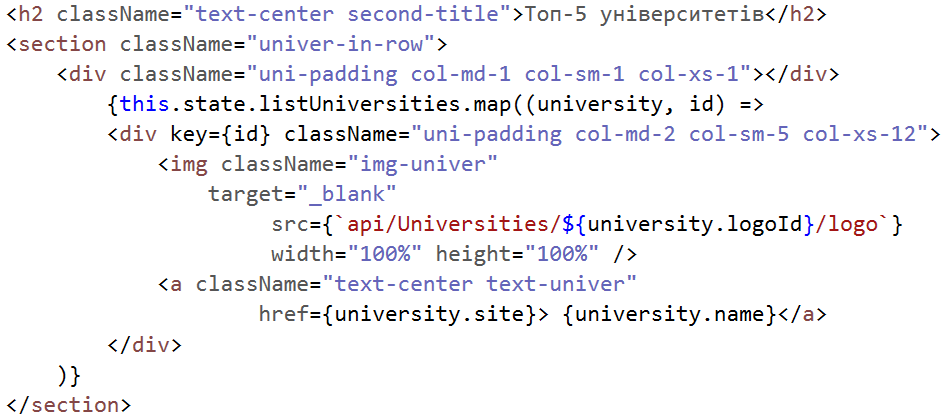 <h2 className="text-center second-title">Топ-5 університетів</h2>
<section className="univer-in-row">
    <div className="uni-padding col-md-1 col-sm-1 col-xs-1"></div>
        {this.state.listUniversities.map((university, id) =>
        <div key={id} className="uni-padding col-md-2 col-sm-5 col-xs-12">
            <img className="img-univer"
                target="_blank"
                     src={`api/Universities/${university.logoId}/logo`}
                     width="100%" height="100%" />
            <a className="text-center text-univer"
                    href={university.site}> {university.name}</a>
        </div>
    )}
</section>